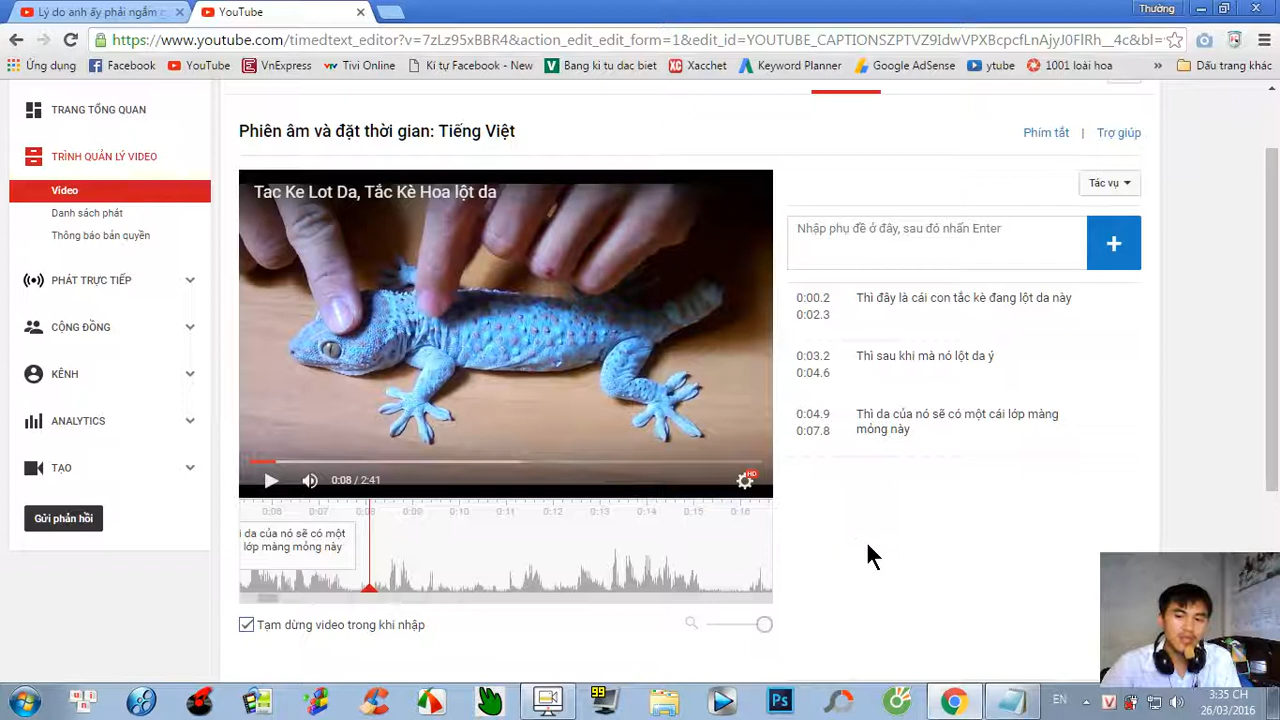 Lý do anh ấy phải ngắm c
YouTube
Thường
https://www.youtube.com/timedtext_editor?v=7zLz95xBBR4&action_edit_edit_form=1&edit_id=YOUTUBE_CAPTIONSZPTVZ9IdwVPXBcpcfLnAjyJ0FlRh__4c&bl=
Ứng dụng
Facebook
YouTube
VnExpress
Tivi Online
Kí tự Facebook - New
Bang ki tu dac biet
Xacchet
Keyword Planner
Google AdSense
ytube
1001 loài hoa
»
Dấu trang khác
TRANG TỔNG QUAN
TRÌNH QUẢN LÝ VIDEO
Video
Danh sách phát
Thông báo bản quyền
PHÁT TRỰC TIẾP
CỘNG ĐỒNG
KÊNH
ANALYTICS
TẠO
Gửi phản hồi
Phiên âm và đặt thời gian: Tiếng Việt
Phím tắt | Trợ giúp
Tac Ke Lot Da, Tắc Kè Hoa lột da
Tác vụ
Nhập phụ đề ở đây, sau đó nhấn Enter
+
0:00.2 Thì đây là cái con tắc kè đang lột da này
0:02.3
0:03.2 Thì sau khi mà nó lột da ý
0:04.6
0:04.9 Thì da của nó sẽ có một cái lớp màng
0:07.8 mỏng này
0:08 / 2:41
HD
0:06 0:07 0:08 0:09 0:10 0:11 0:12 0:13 0:14 0:15 0:16
i da của nó sẽ có một
lớp màng mỏng này
Tạm dừng video trong khi nhập
99
Ps
EN
V
3:35 CH
26/03/2016